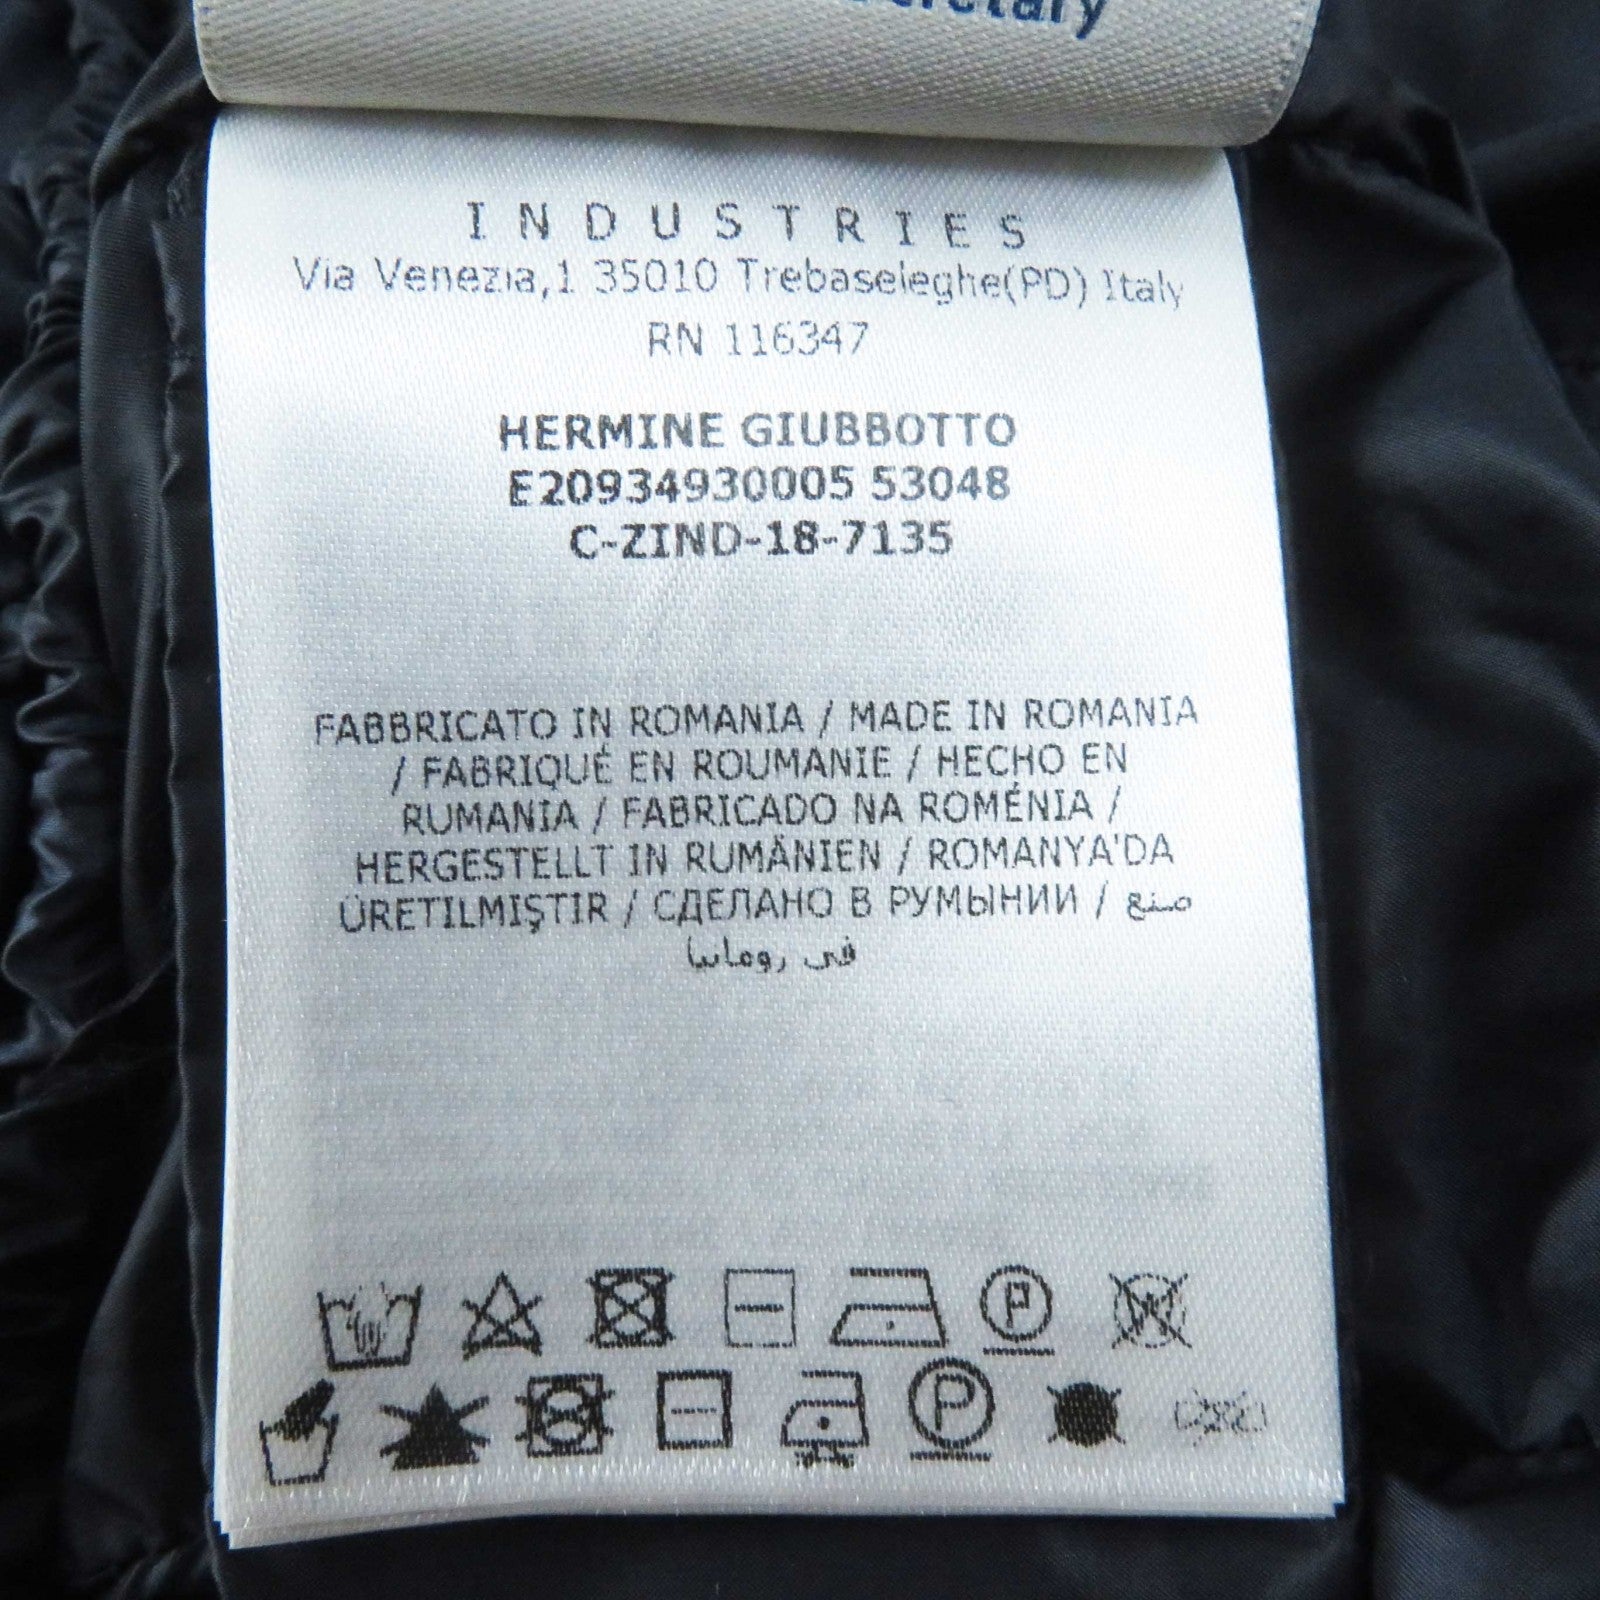 I N D U S T R I E S
Via Venezia,1 35010 Trebaseleghe(PD) Italy
RN 116347
HERMINE GIUBBOTTO
E20934930005 53048
C-ZIND-18-7135
FABBRICATO IN ROMANIA / MADE IN ROMANIA
/ FABRIQUÉ EN ROUMANIE / HECHO EN
RUMANIA / FABRICADO NA ROMÉNIA /
HERGESTELLT IN RUMÄNIEN / ROMANYA'DA
ÜRETILMIŞTIR / СДЕЛАНО В РУМЫНИИ / صنع
في رومانيا
P W
P